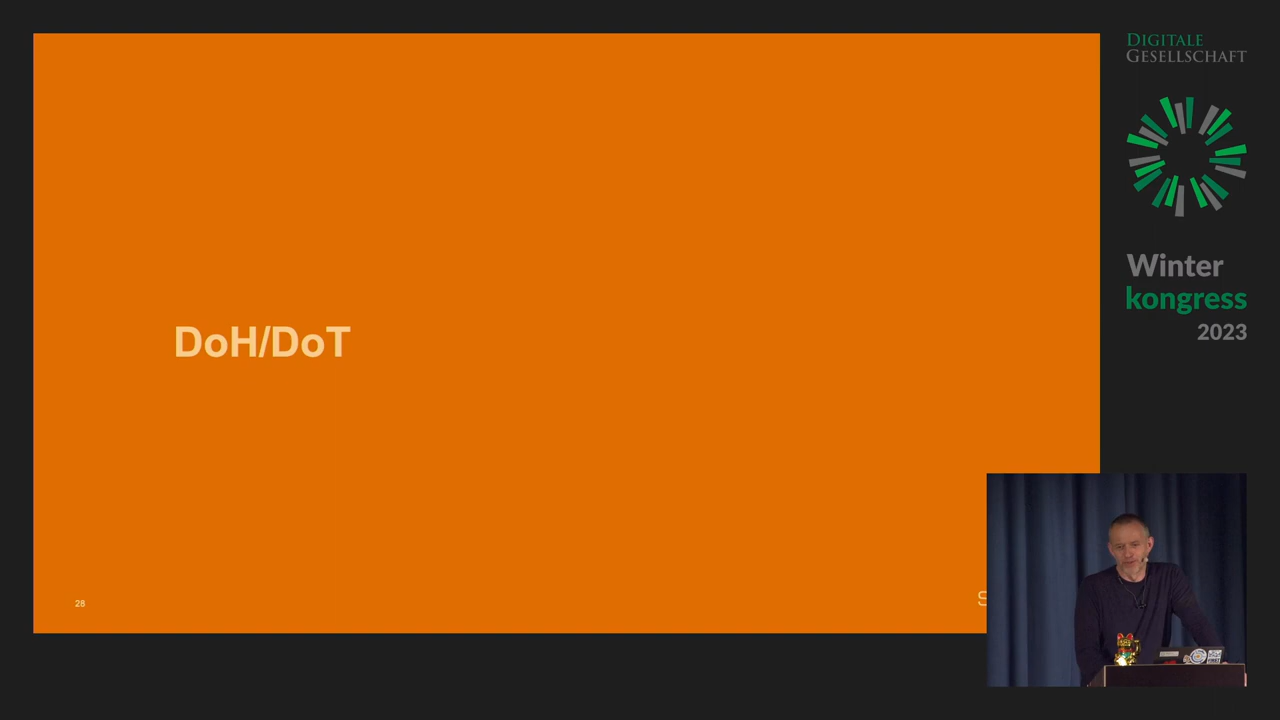 DoH/DoT
28
DIGITALE
GESELLSCHAFT
Winter
kongress
2023